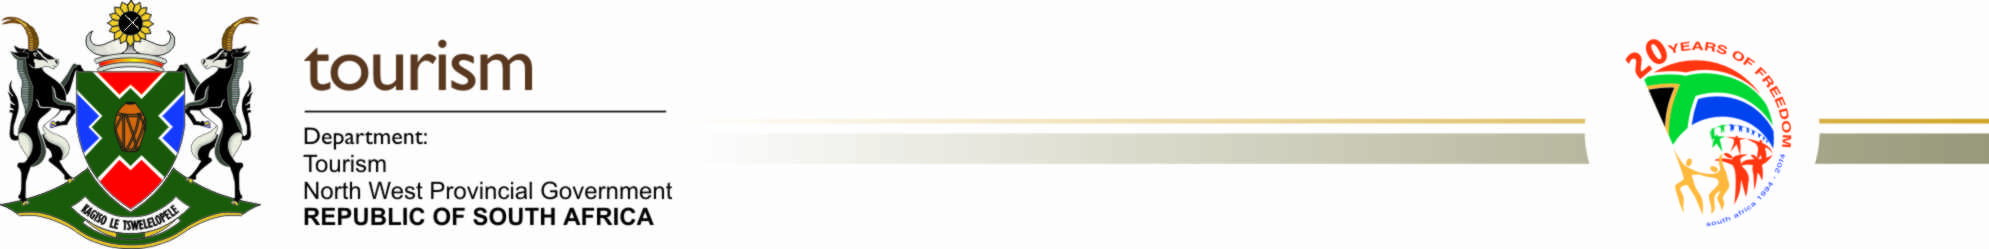 KAGISO LE TSWELELOPELE
tourism
Department:
Tourism
North West Provincial Government
REPUBLIC OF SOUTH AFRICA
20 YEARS OF FREEDOM
south africa 1994 - 2014